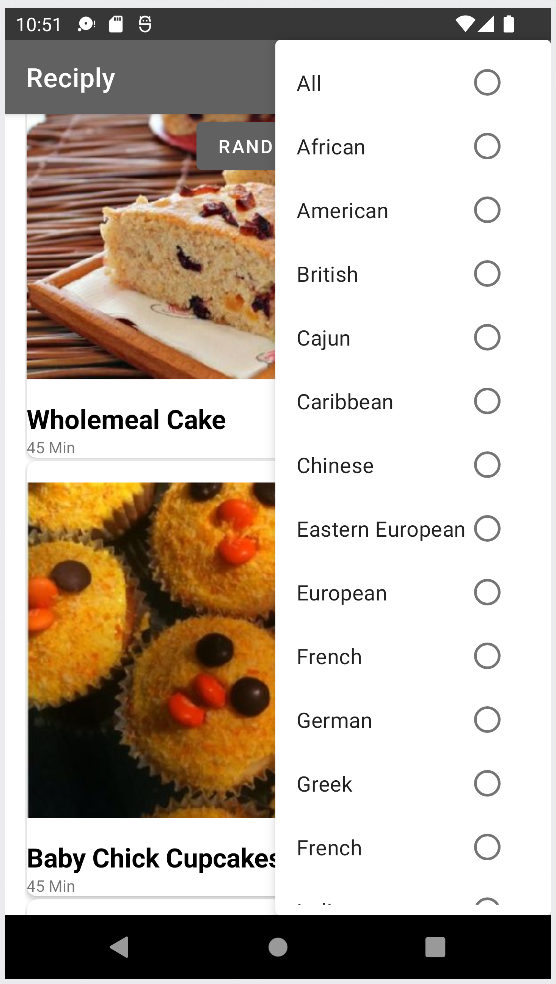 10:51
Reciply
RAND
Wholemeal Cake
45 Min
Baby Chick Cupcakes
45 Min
All
African
American
British
Cajun
Caribbean
Chinese
Eastern European
European
French
German
Greek
French